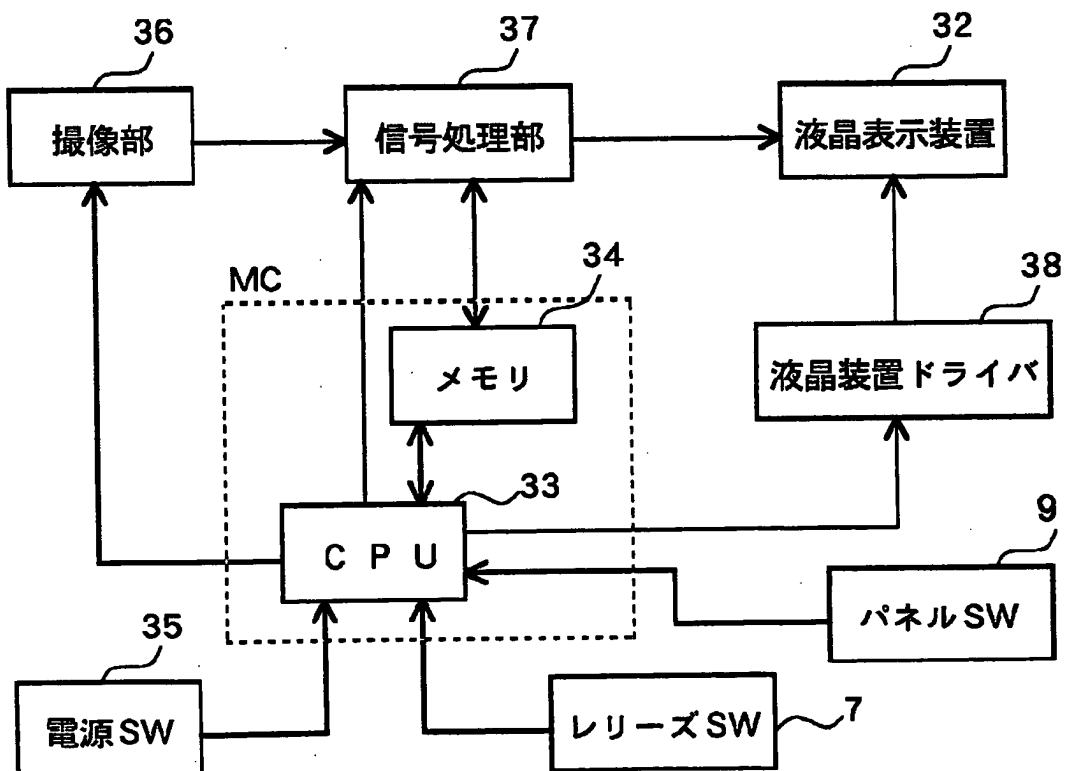 36
37
32
撮像部
信号処理部
液晶表示装置
MC
34
38
メモリ
液晶装置ドライバ
33
CPU
9
パネルSW
35
電源SW
レリーズSW
7